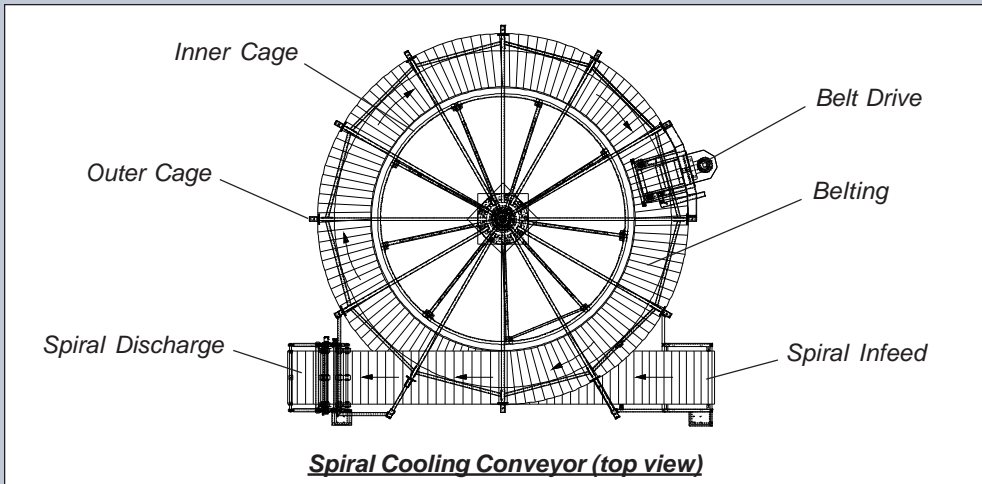 Inner Cage
Belt Drive
Outer Cage
Belting
Spiral Discharge
Spiral Infeed
Spiral Cooling Conveyor (top view)